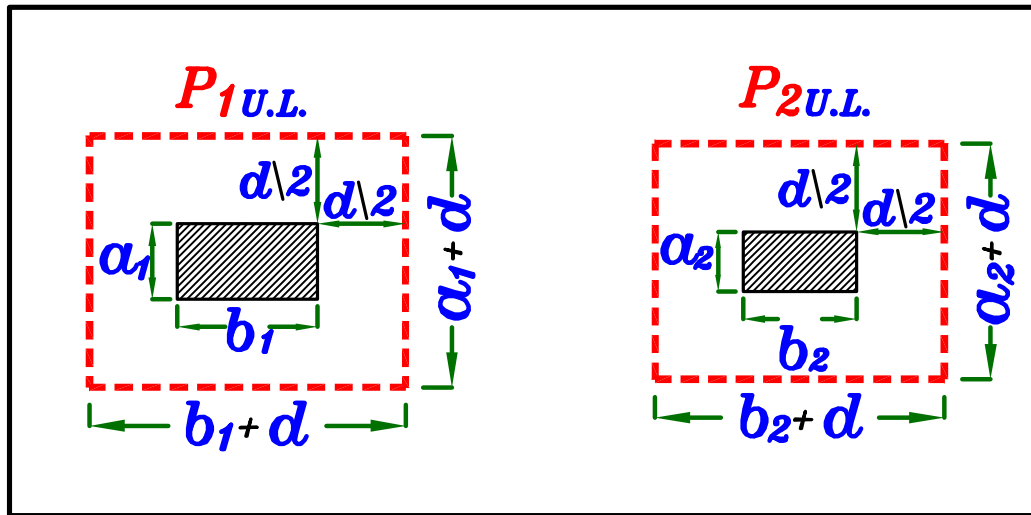 P1U.L.
d\2
d\2
a1
b1
a1+d
b1+d
P2U.L.
d\2
d\2
a2
b2
a2+d
b2+d